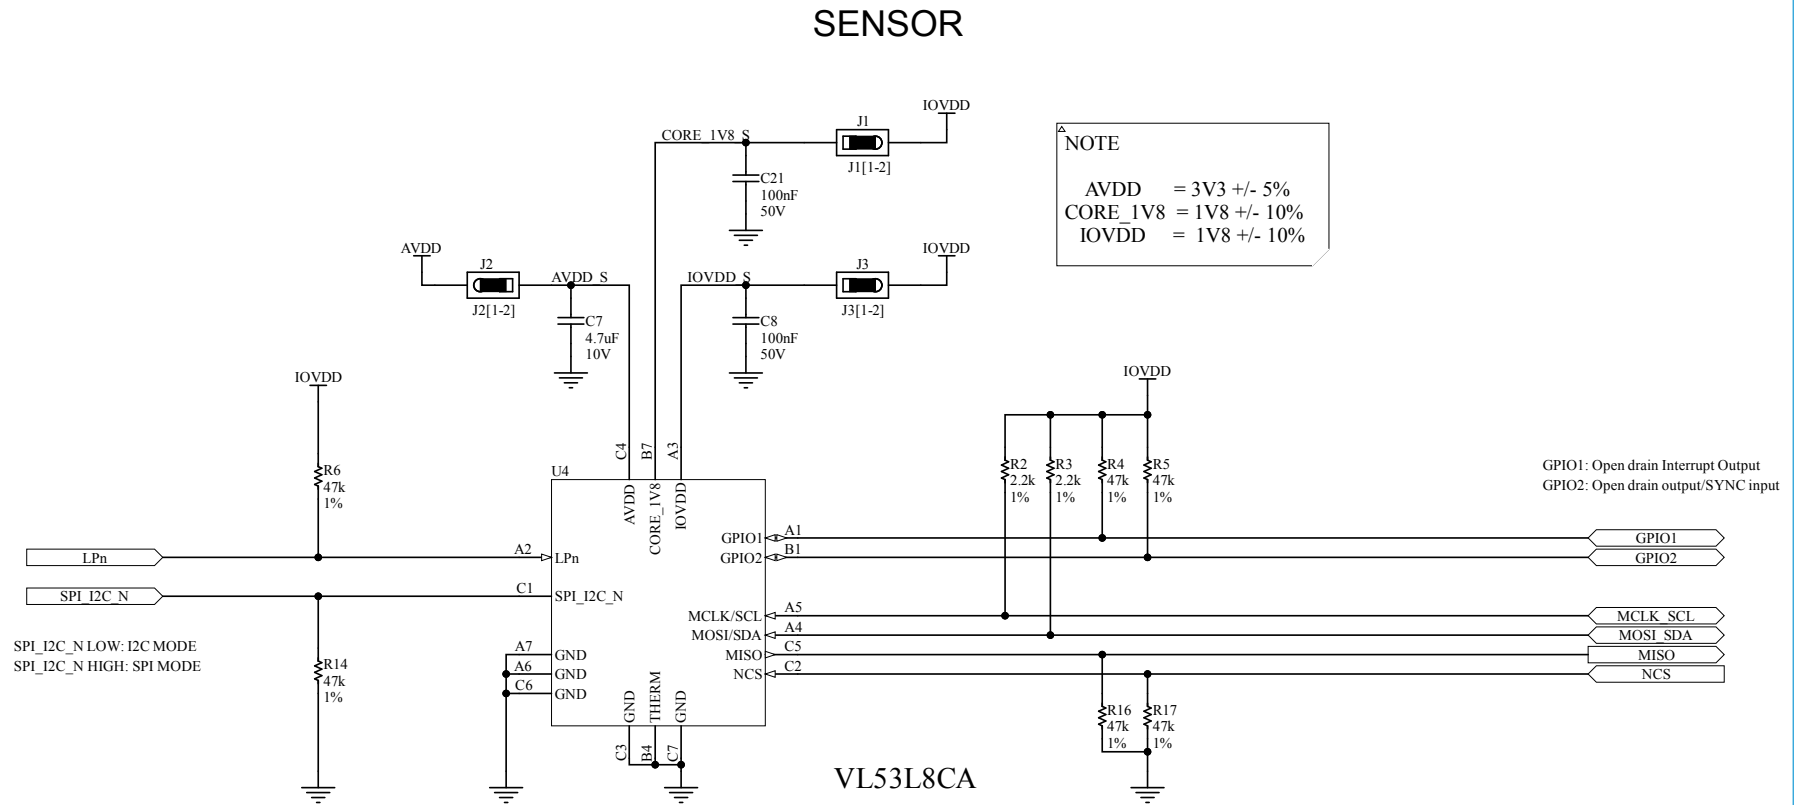 SENSOR
IOVDD
J1
CORE_1V8_S
J1[1-2]
C21
100nF
50V
NOTE
AVDD = 3V3 +/- 5%
CORE_1V8 = 1V8 +/- 10%
IOVDD = 1V8 +/- 10%
AVDD
J2
AVDD_S
J2[1-2]
C7
4.7uF
10V
IOVDD
J3
IOVDD_S
J3[1-2]
C8
100nF
50V
IOVDD
R6
47k
1%
IOVDD
R2
2.2k
1%
R3
2.2k
1%
R4
47k
1%
R5
47k
1%
GPIO1: Open drain Interrupt Output
GPIO2: Open drain output/SYNC input
C4
B7
A3
U4
AVDD
CORE_1V8
IOVDD
LPn
A2
LPn
SPI_I2C_N
C1
SPI_I2C_N
SPI_I2C_N LOW: I2C MODE
SPI_I2C_N HIGH: SPI MODE
R14
47k
1%
A7
GND
A6
GND
C6
GND
GPIO1
A1
GPIO1
GPIO2
B1
GPIO2
MCLK/SCL
A5
MCLK_SCL
MOSI/SDA
A4
MOSI_SDA
MISO
C5
MISO
NCS
C2
NCS
GND
THERM
GND
C3
B4
C7
R16
47k
1%
R17
47k
1%
VL53L8CA